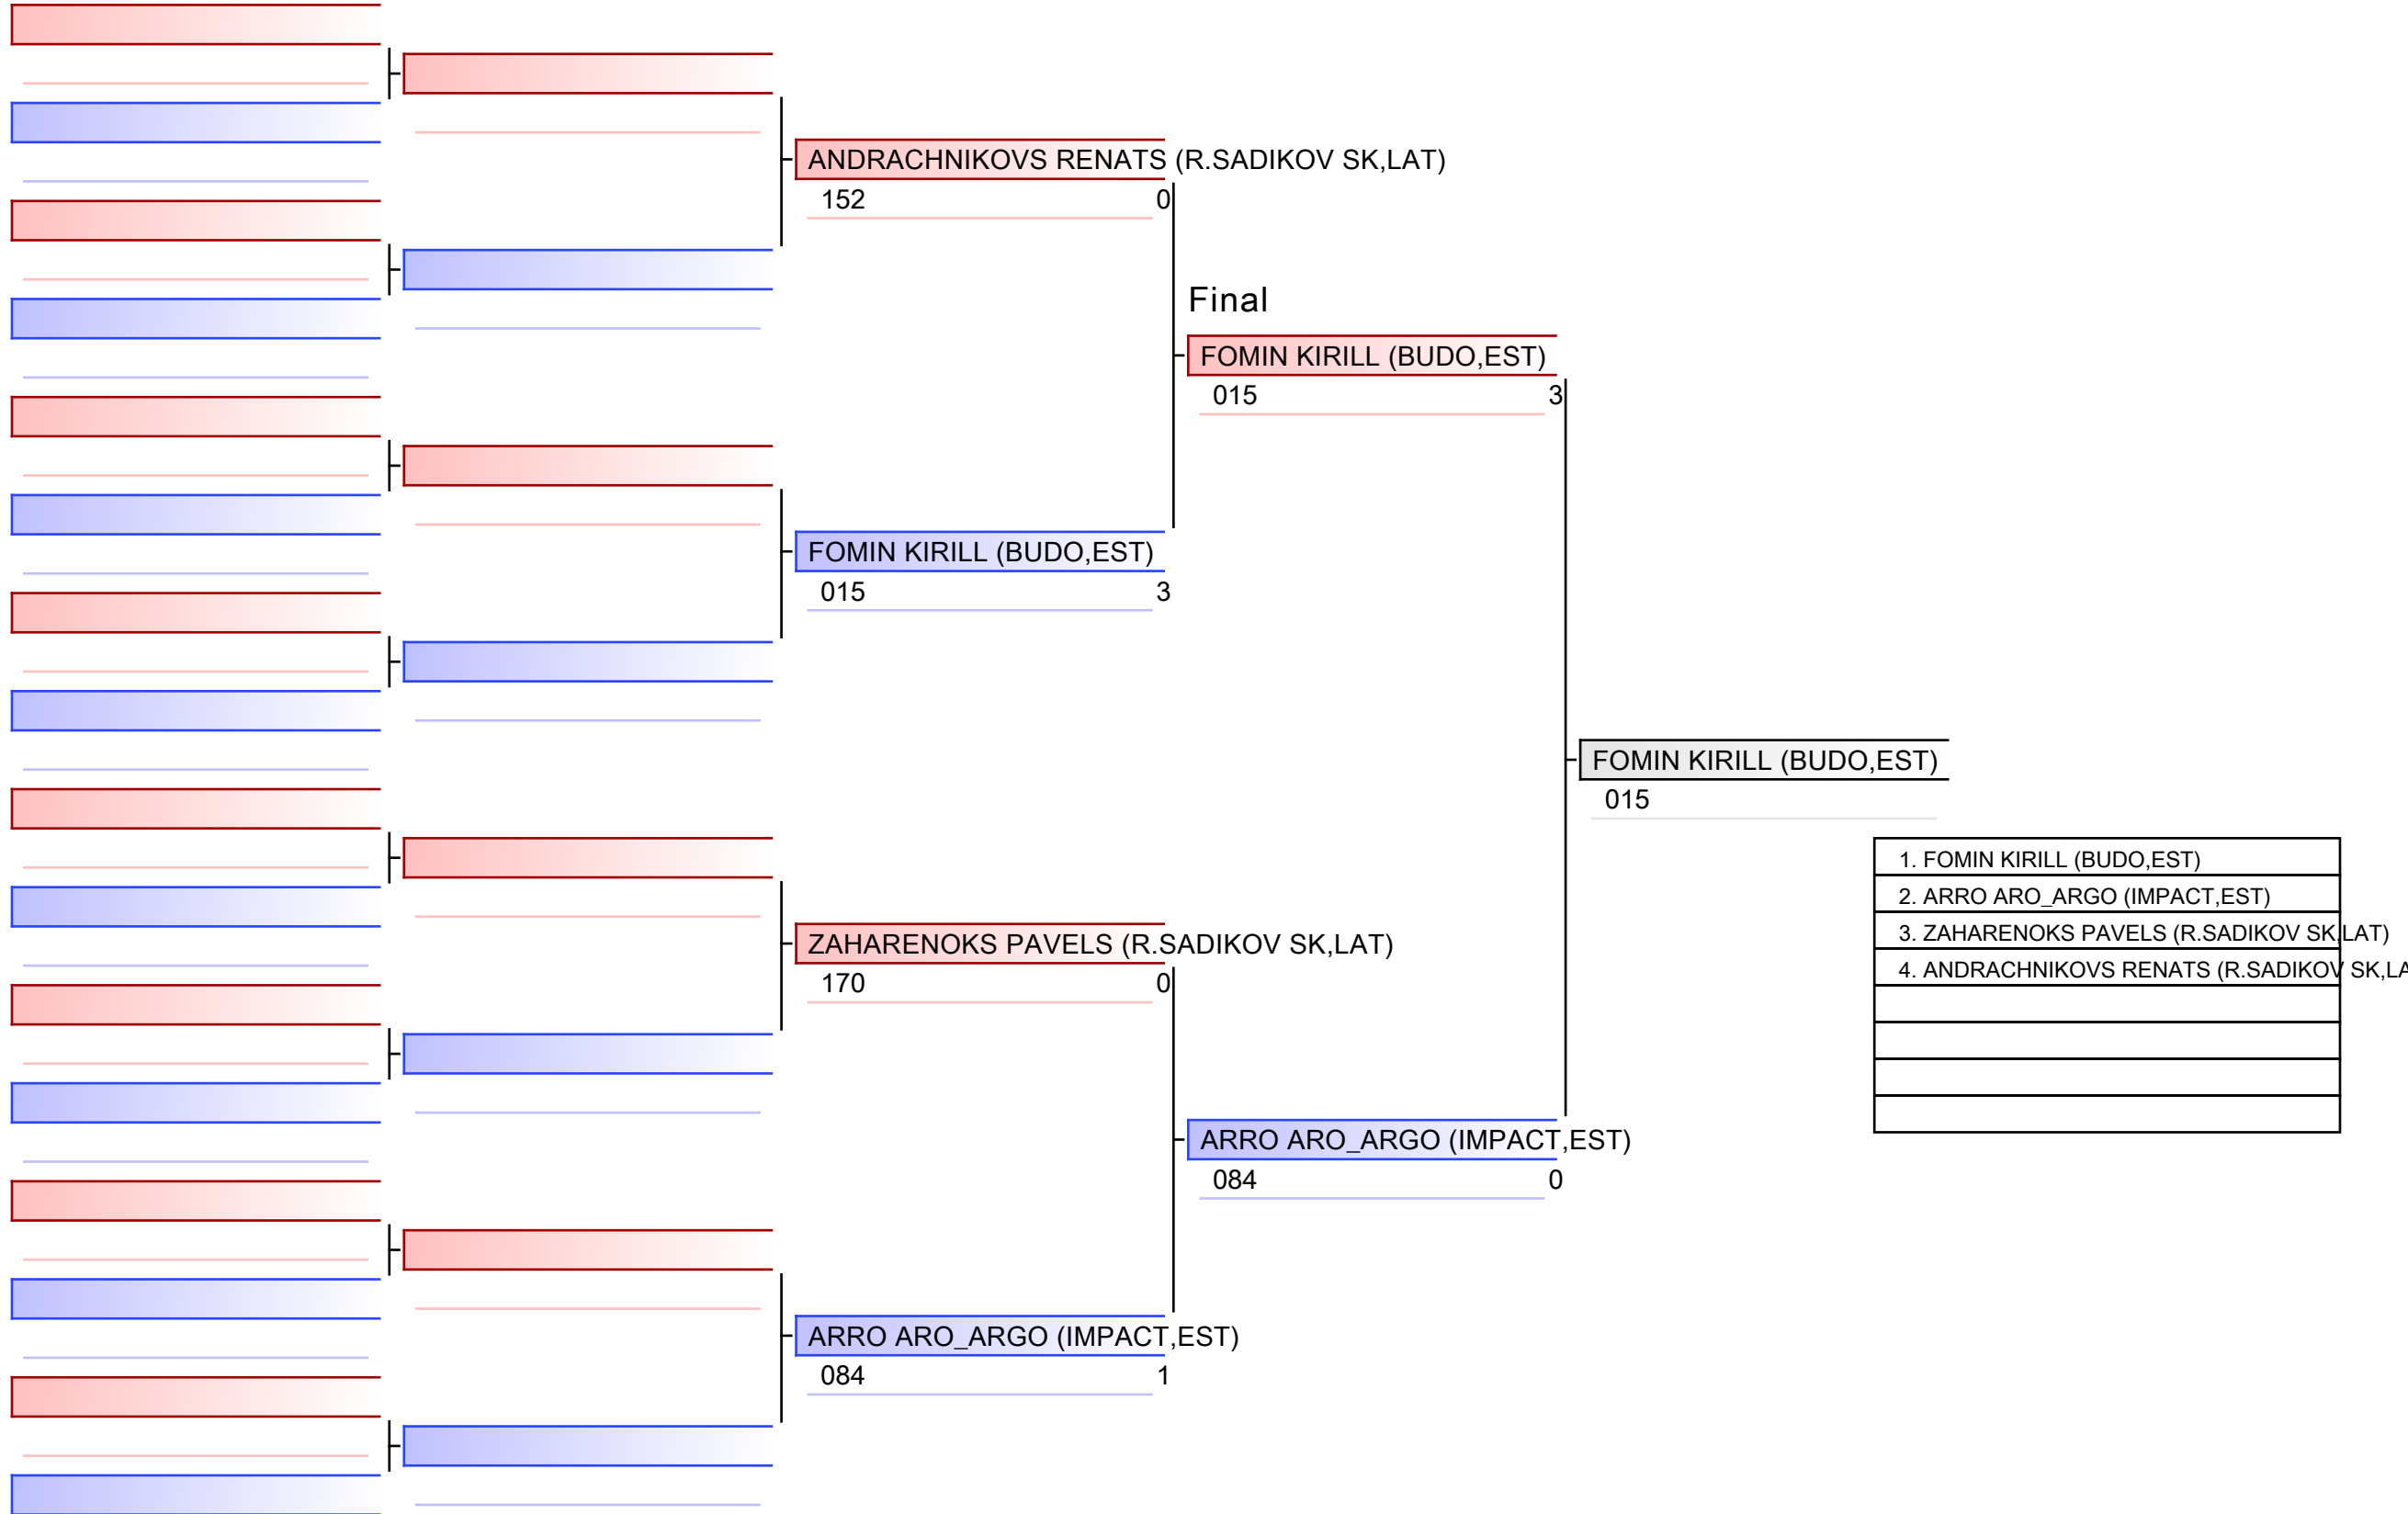 ANDRACHNIKOVS RENATS (R.SADIKOV SK,LAT)
152 0
Final
FOMIN KIRILL (BUDO,EST)
015 3
FOMIN KIRILL (BUDO,EST)
015 3
FOMIN KIRILL (BUDO,EST)
015
1. FOMIN KIRILL (BUDO,EST)
2. ARRO ARO_ARGO (IMPACT,EST)
3. ZAHARENOKS PAVELS (R.SADIKOV SK,LAT)
4. ANDRACHNIKOVS RENATS (R.SADIKOV SK,LA
ZAHARENOKS PAVELS (R.SADIKOV SK,LAT)
170 0
ARRO ARO_ARGO (IMPACT,EST)
084 0
ARRO ARO_ARGO (IMPACT,EST)
084 1